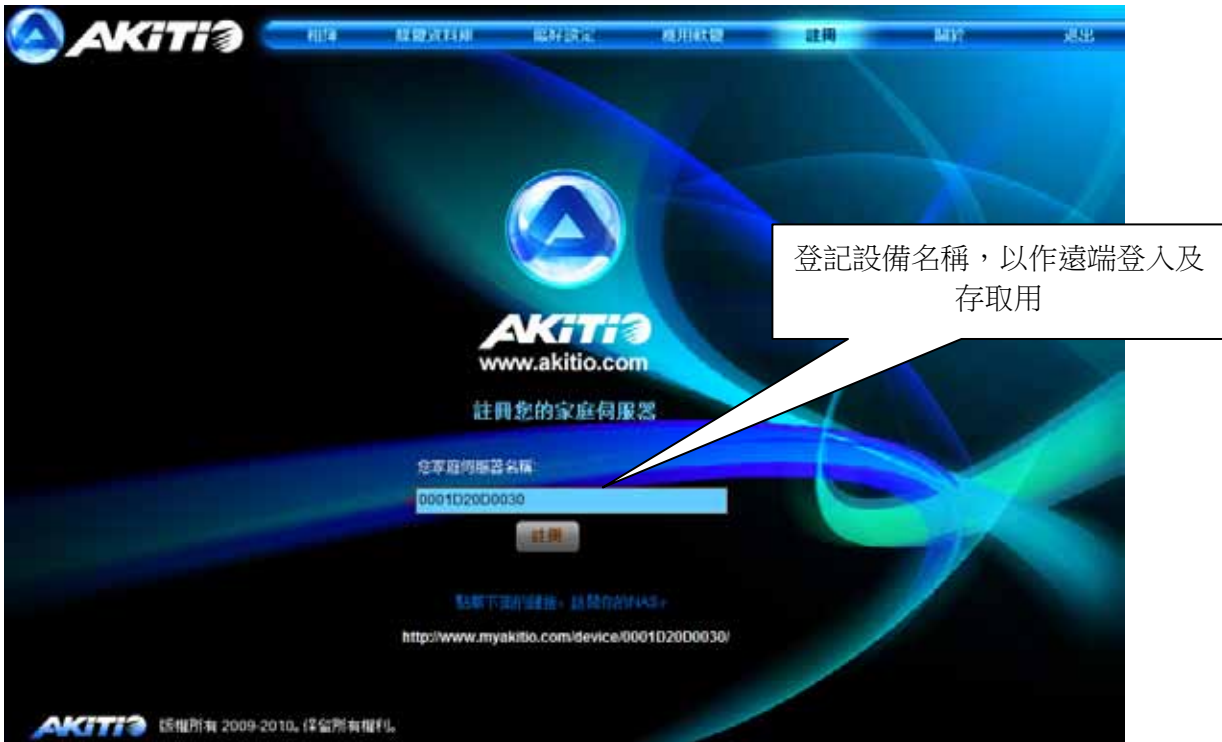 AKiTiO
相簿 硬碟資料庫 偏好設定 應用軟體 註冊 關於 退出
登記設備名稱，以作遠端登入及
存取用
AKiTiO
www.akitio.com
註冊您的家庭伺服器
您家庭伺服器名稱:
0001D20D0030
註冊
http://www.myakitio.com/device/0001D20D0030/
AKiTiO 版權所有 2009-2010。保留所有權利。